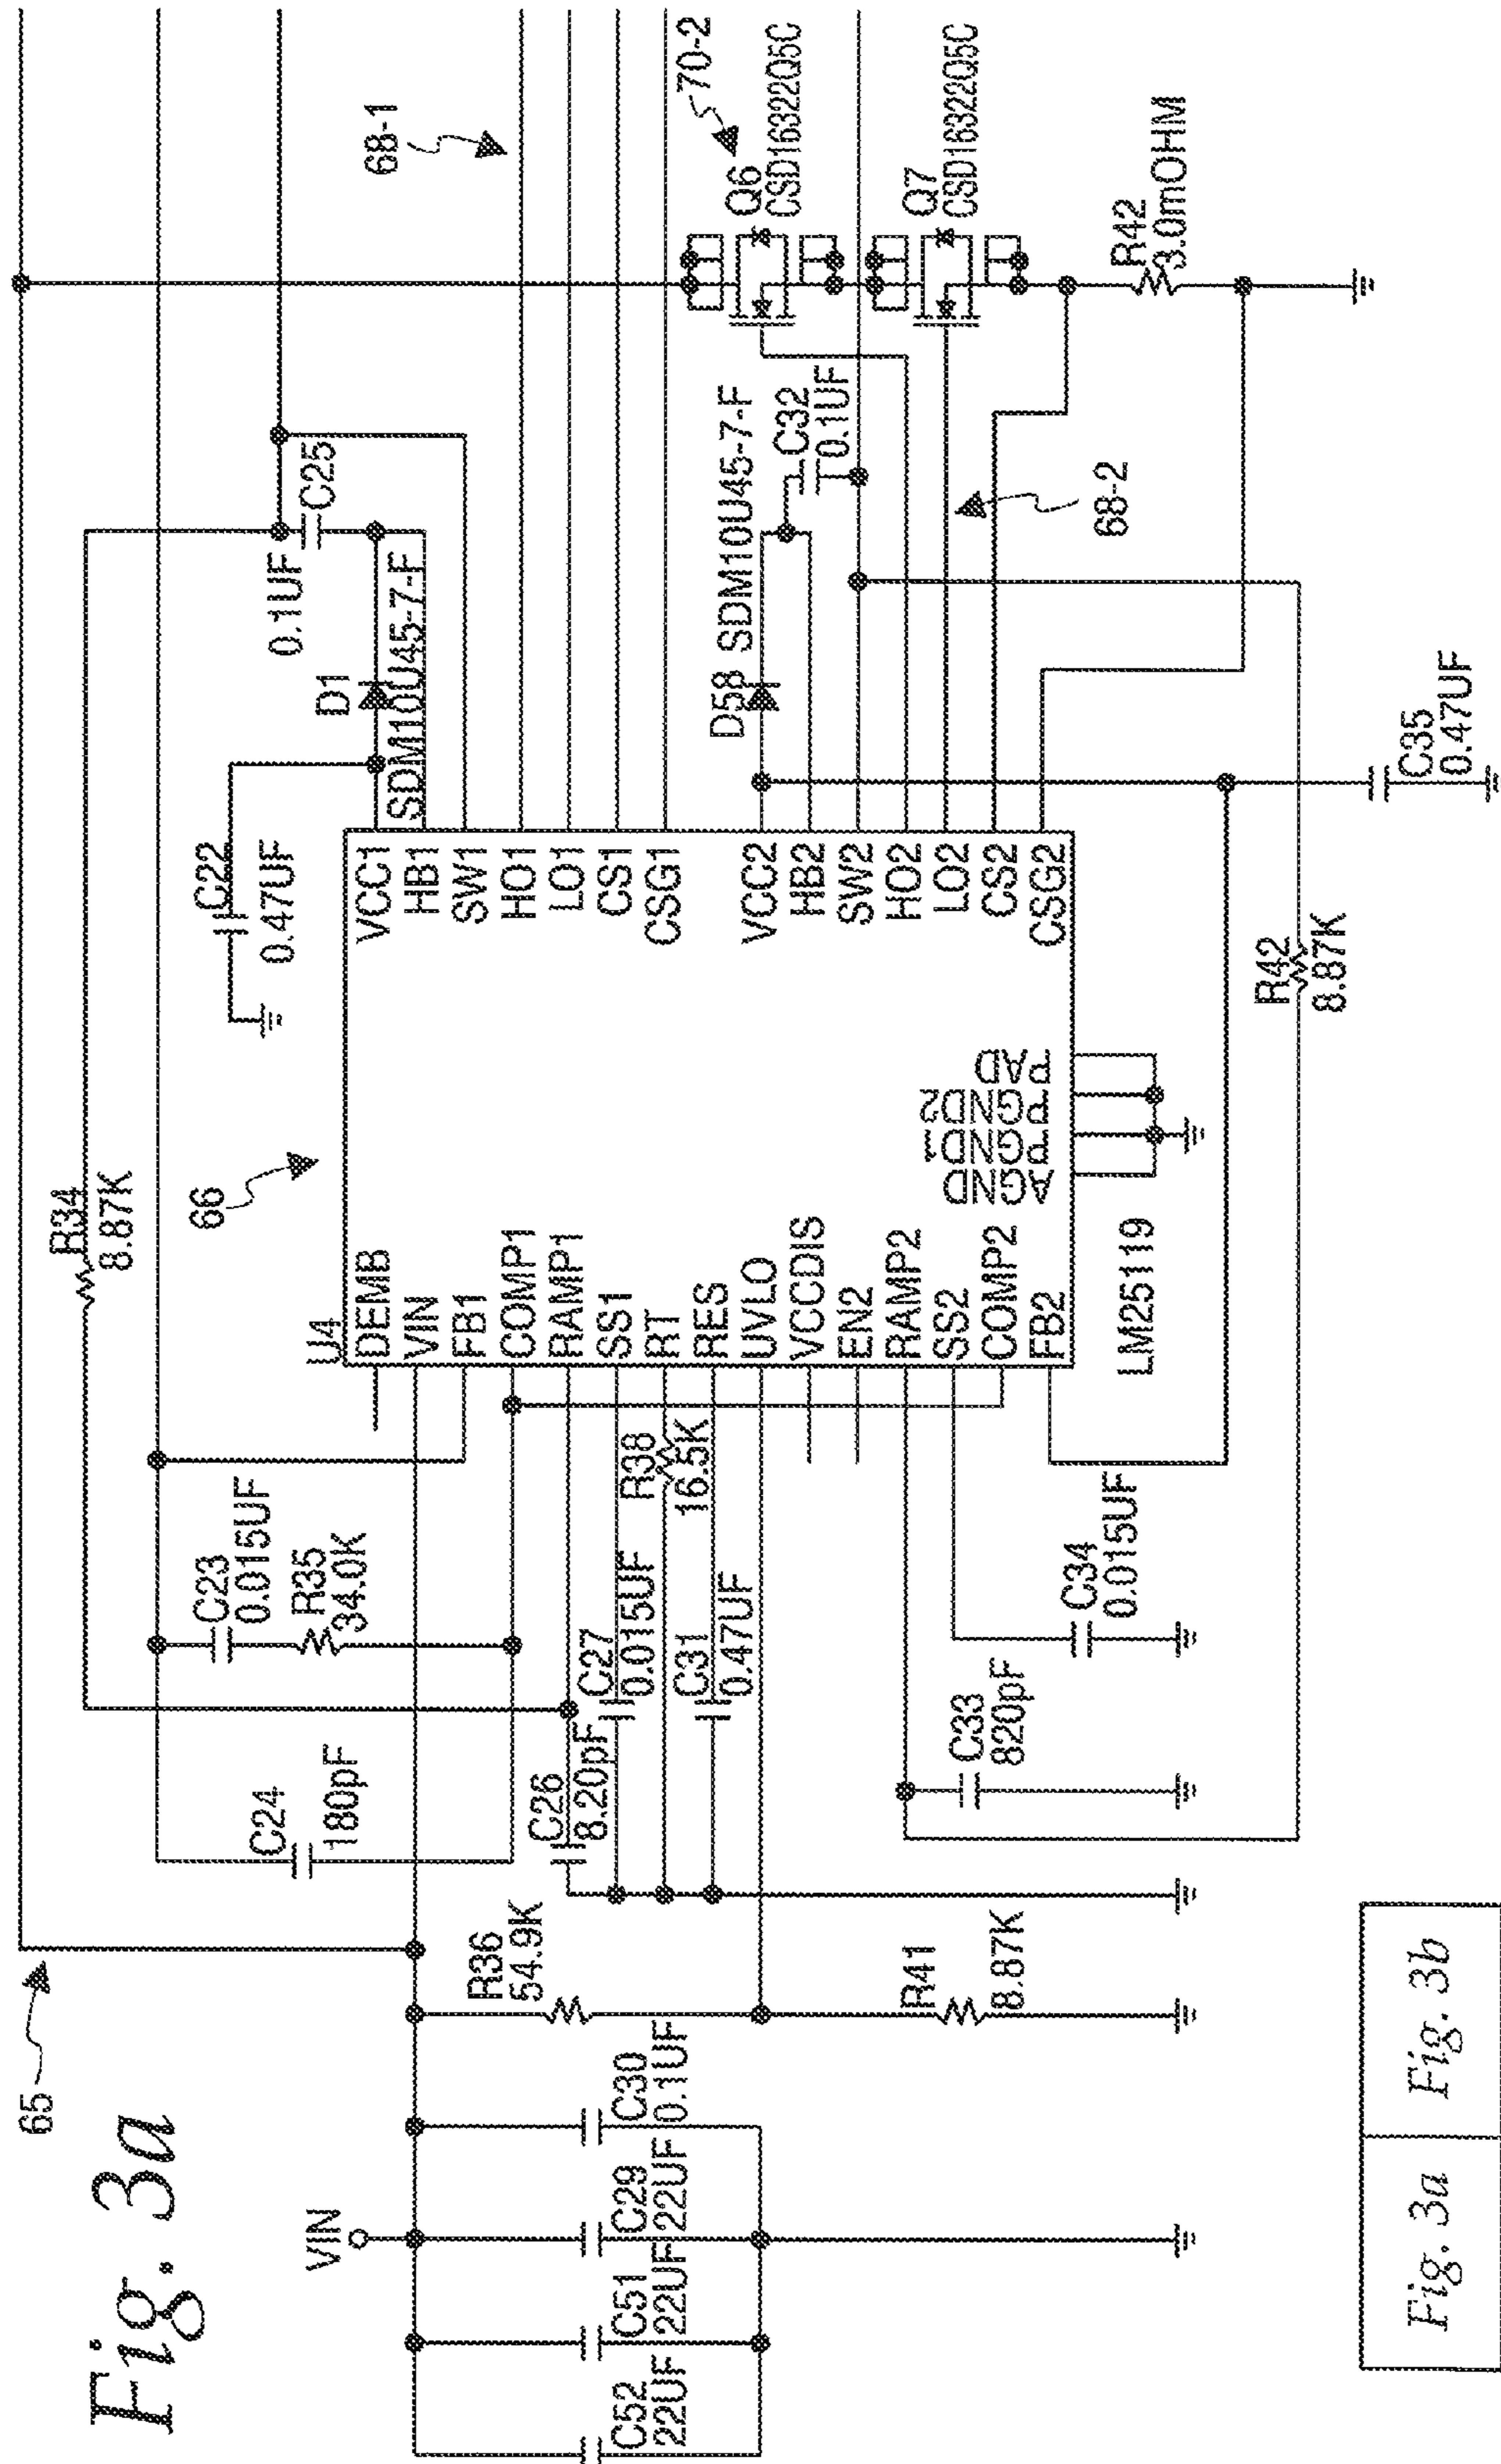 Fig. 3a
65
VIN
C52
22UF
C51
22UF
C29
22UF
C30
0.1UF
R36
54.9K
R41
8.87K
C24
180pF
C23
0.015UF
R35
34.0K
C26
8.20pF
C27
0.015UF
R38
16.5K
C31
0.47UF
C33
820pF
C34
0.015UF
R34
8.87K
66
U4
DEMB
VIN
FB1
COMP1
RAMP1
SS1
RT
RES
UVLO
VCCDIS
EN2
RAMP2
SS2
COMP2
FB2
AGND
PGND1
PGND2
PAD
LM25119
VCC1
HB1
SW1
HO1
LO1
CS1
CSG1
VCC2
HB2
SW2
HO2
LO2
CS2
CSG2
C22
0.47UF
D1
SDM10U45-7-F
0.1UF
C25
68-1
D58 SDM10U45-7-F
C32
0.1UF
70-2
Q6
CSD16322Q5C
Q7
CSD16322Q5C
68-2
R42
3.0mOHM
R42
8.87K
C35
0.47UF
Fig. 3a
Fig. 3b